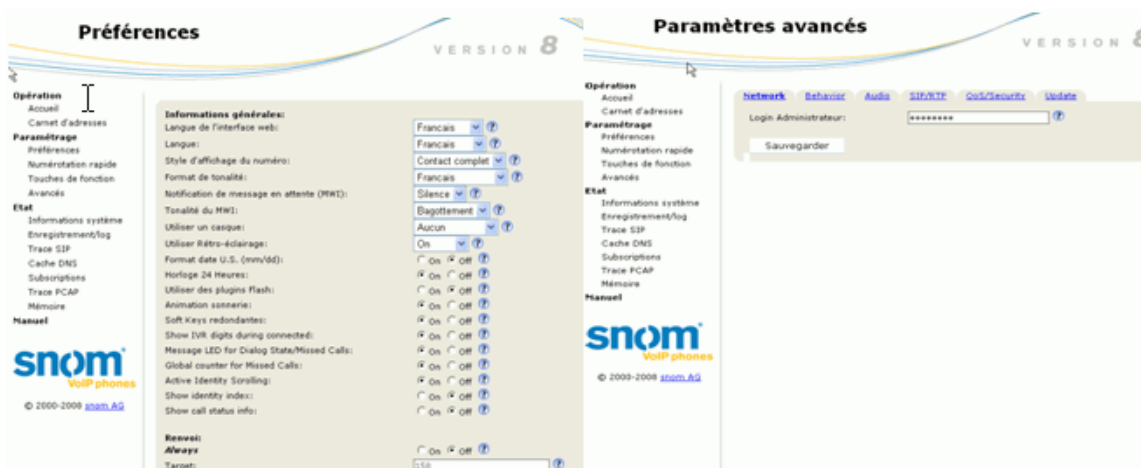 Préférences
VERSION 8
Opération
Accueil
Carnet d'adresses
Paramétrage
Préférences
Numérotation rapide
Touches de fonction
Avancés
Etat
Informations système
Enregistrement/log
Trace SIP
Cache DNS
Subscriptions
Trace PCAP
Mémoire
Manuel
snom
VoIP phones
© 2000-2008 snom AG
Informations générales:
Langue de l'interface web: Francais
Langue: Francais
Style d'affichage du numéro: Contact complet
Format de tonalité: Francais
Notification de message en attente (MWI): Silence
Tonalité du MWI: Bagottement
Utiliser un casque: Aucun
Utiliser Rétro-éclairage: On
Format date U.S. (mm/dd): On Off
Horloge 24 Heures: On Off
Utiliser des plugins Flash: On Off
Animation sonnerie: On Off
Soft Keys redondantes: On Off
Show IVR digits during connected: On Off
Message LED for Dialog State/Missed Calls: On Off
Global counter for Missed Calls: On Off
Active Identity Scrolling: On Off
Show identity index: On Off
Show call status info: On Off
Renvoi:
Always On Off
Target: 150
Paramètres avancés
VERSION 8
Opération
Accueil
Carnet d'adresses
Paramétrage
Préférences
Numérotation rapide
Touches de fonction
Avancés
Etat
Informations système
Enregistrement/log
Trace SIP
Cache DNS
Subscriptions
Trace PCAP
Mémoire
Manuel
snom
VoIP phones
© 2000-2008 snom AG
Network Behavior Audio SIP/RTP QoS/Security Update
Login Administrateur: ********
Sauvegarder